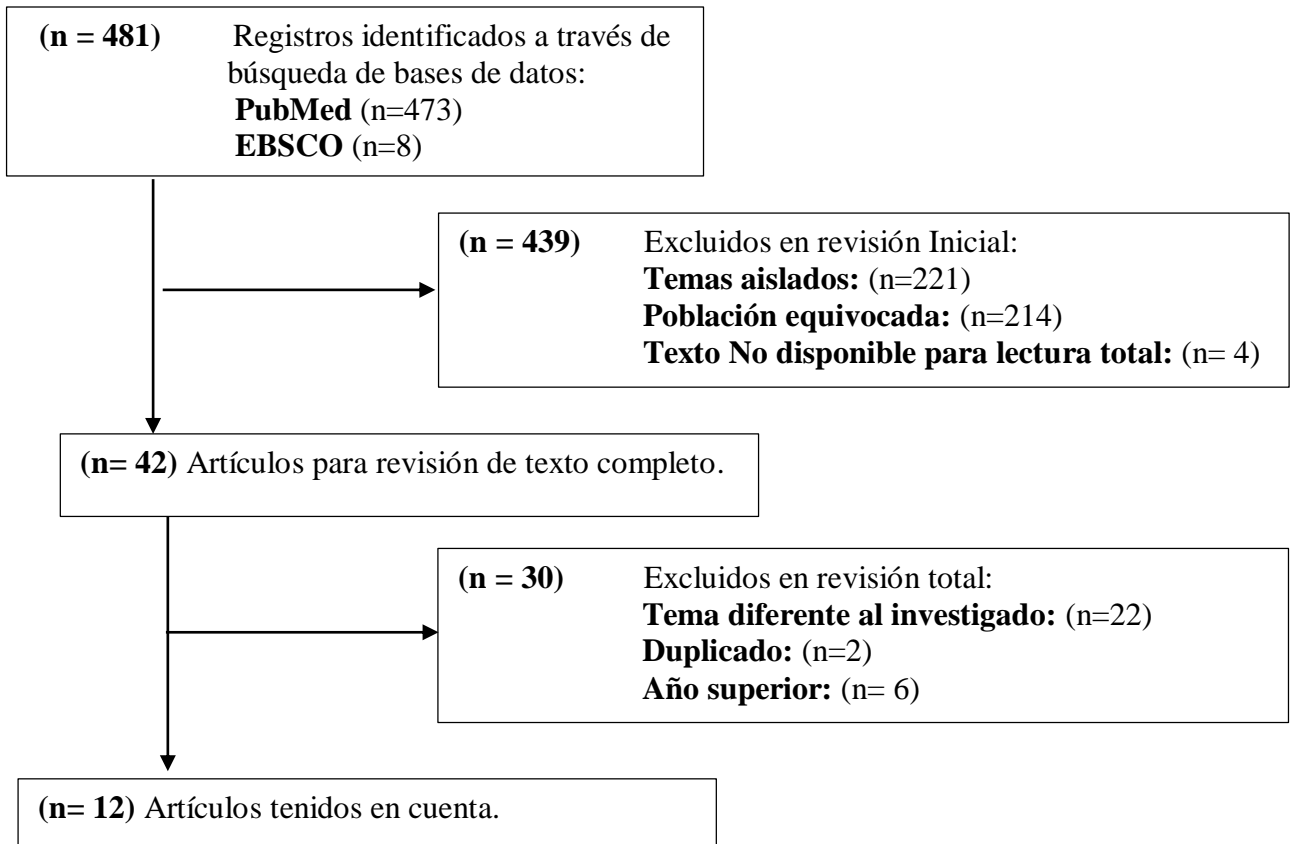 (n = 481) Registros identificados a través de
búsqueda de bases de datos:
PubMed (n=473)
EBSCO (n=8)
(n = 439) Excluidos en revisión Inicial:
Temas aislados: (n=221)
Población equivocada: (n=214)
Texto No disponible para lectura total: (n= 4)
(n= 42) Artículos para revisión de texto completo.
(n = 30) Excluidos en revisión total:
Tema diferente al investigado: (n=22)
Duplicado: (n=2)
Año superior: (n= 6)
(n= 12) Artículos tenidos en cuenta.